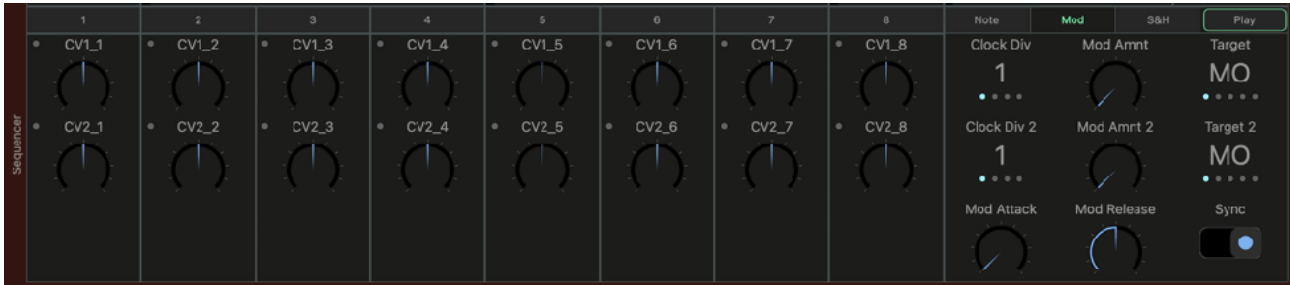 1 2 3 4 5 6 7 8 Note Mod S&H Play
CV1_1 CV1_2 CV1_3 CV1_4 CV1_5 CV1_6 CV1_7 CV1_8 Clock Div Mod Amnt Target
1 MO
Sequencer
CV2_1 CV2_2 CV2_3 CV2_4 CV2_5 CV2_6 CV2_7 CV2_8 Clock Div 2 Mod Amnt 2 Target 2
1 MO
Mod Attack Mod Release Sync